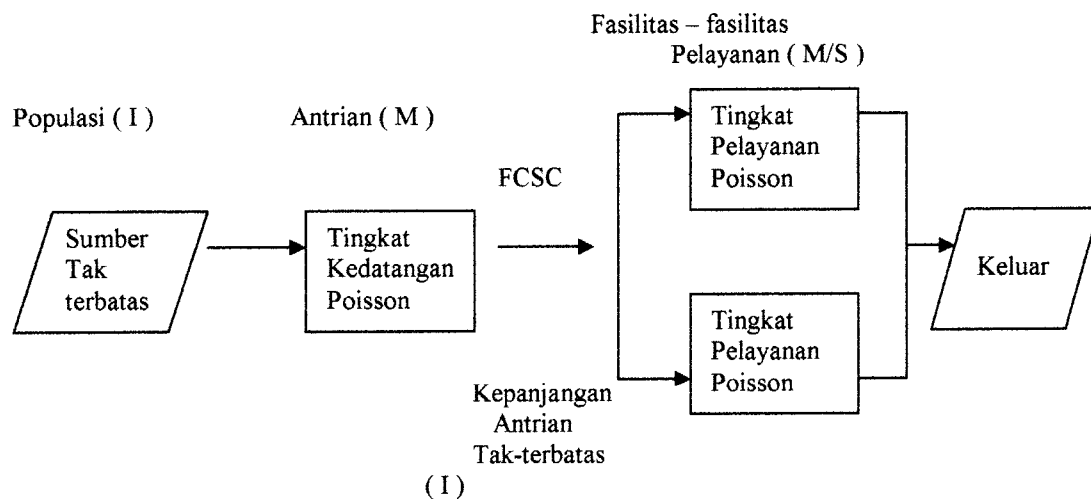 Fasilitas – fasilitas
Pelayanan ( M/S )
Populasi ( I )
Antrian ( M )
FCSC
Sumber
Tak
terbatas
Tingkat
Kedatangan
Poisson
Tingkat
Pelayanan
Poisson
Tingkat
Pelayanan
Poisson
Keluar
Kepanjangan
Antrian
Tak-terbatas
( I )